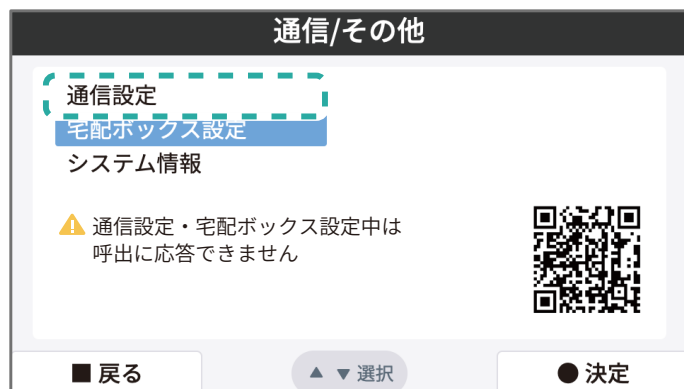 通信/その他
通信設定
宅配ボックス設定
システム情報
通信設定・宅配ボックス設定中は
呼出に応答できません
■ 戻る
▲ ▼ 選択
● 決定